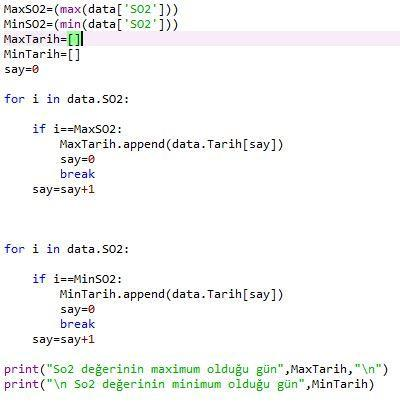 MaxSO2=(max(data['SO2']))
MinSO2=(min(data['SO2']))
MaxTarih=[]
MinTarih=[]
say=0
for i in data.SO2:
    if i==MaxSO2:
        MaxTarih.append(data.Tarih[say])
        say=0
        break
    say=say+1
for i in data.SO2:
    if i==MinSO2:
        MinTarih.append(data.Tarih[say])
        say=0
        break
    say=say+1
print("So2 değerinin maximum olduğu gün",MaxTarih,"\n")
print("\n So2 değerinin minimum olduğu gün",MinTarih)